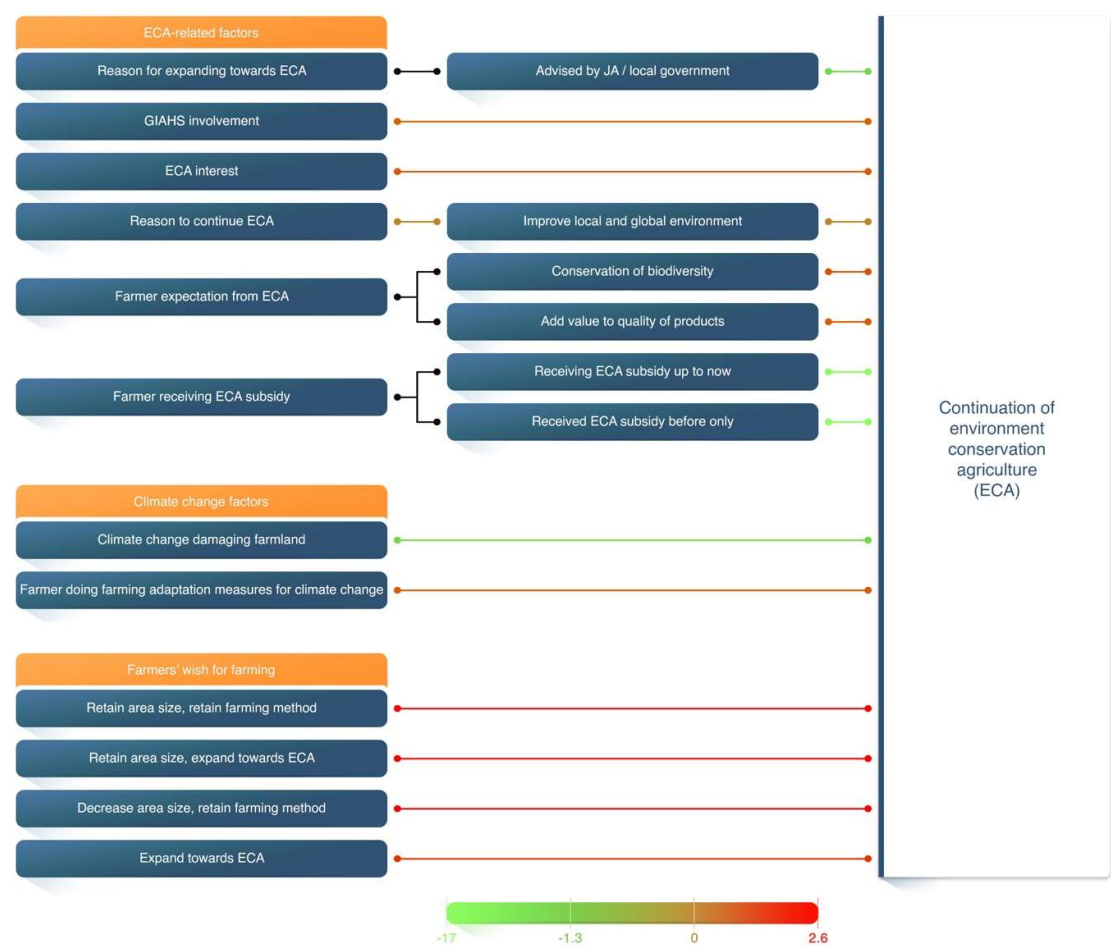 ECA-related factors
Reason for expanding towards ECA
Advised by JA / local government
GIAHS involvement
ECA interest
Reason to continue ECA
Improve local and global environment
Farmer expectation from ECA
Conservation of biodiversity
Add value to quality of products
Farmer receiving ECA subsidy
Receiving ECA subsidy up to now
Received ECA subsidy before only
Climate change factors
Climate change damaging farmland
Farmer doing farming adaptation measures for climate change
Farmers' wish for farming
Retain area size, retain farming method
Retain area size, expand towards ECA
Decrease area size, retain farming method
Expand towards ECA
Continuation of
environment
conservation
agriculture
(ECA)
-17 -1.3 0 2.6